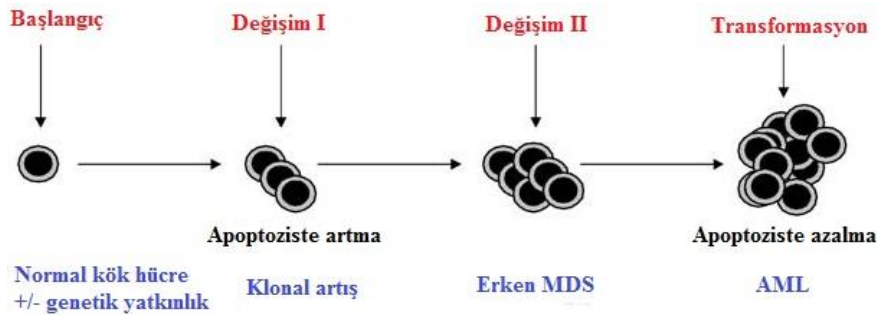 Başlangıç
Değişim I
Değişim II
Transformasyon
Apoptoziste artma
Apoptoziste azalma
Normal kök hücre
+/- genetik yatkınlık
Klonal artış
Erken MDS
AML